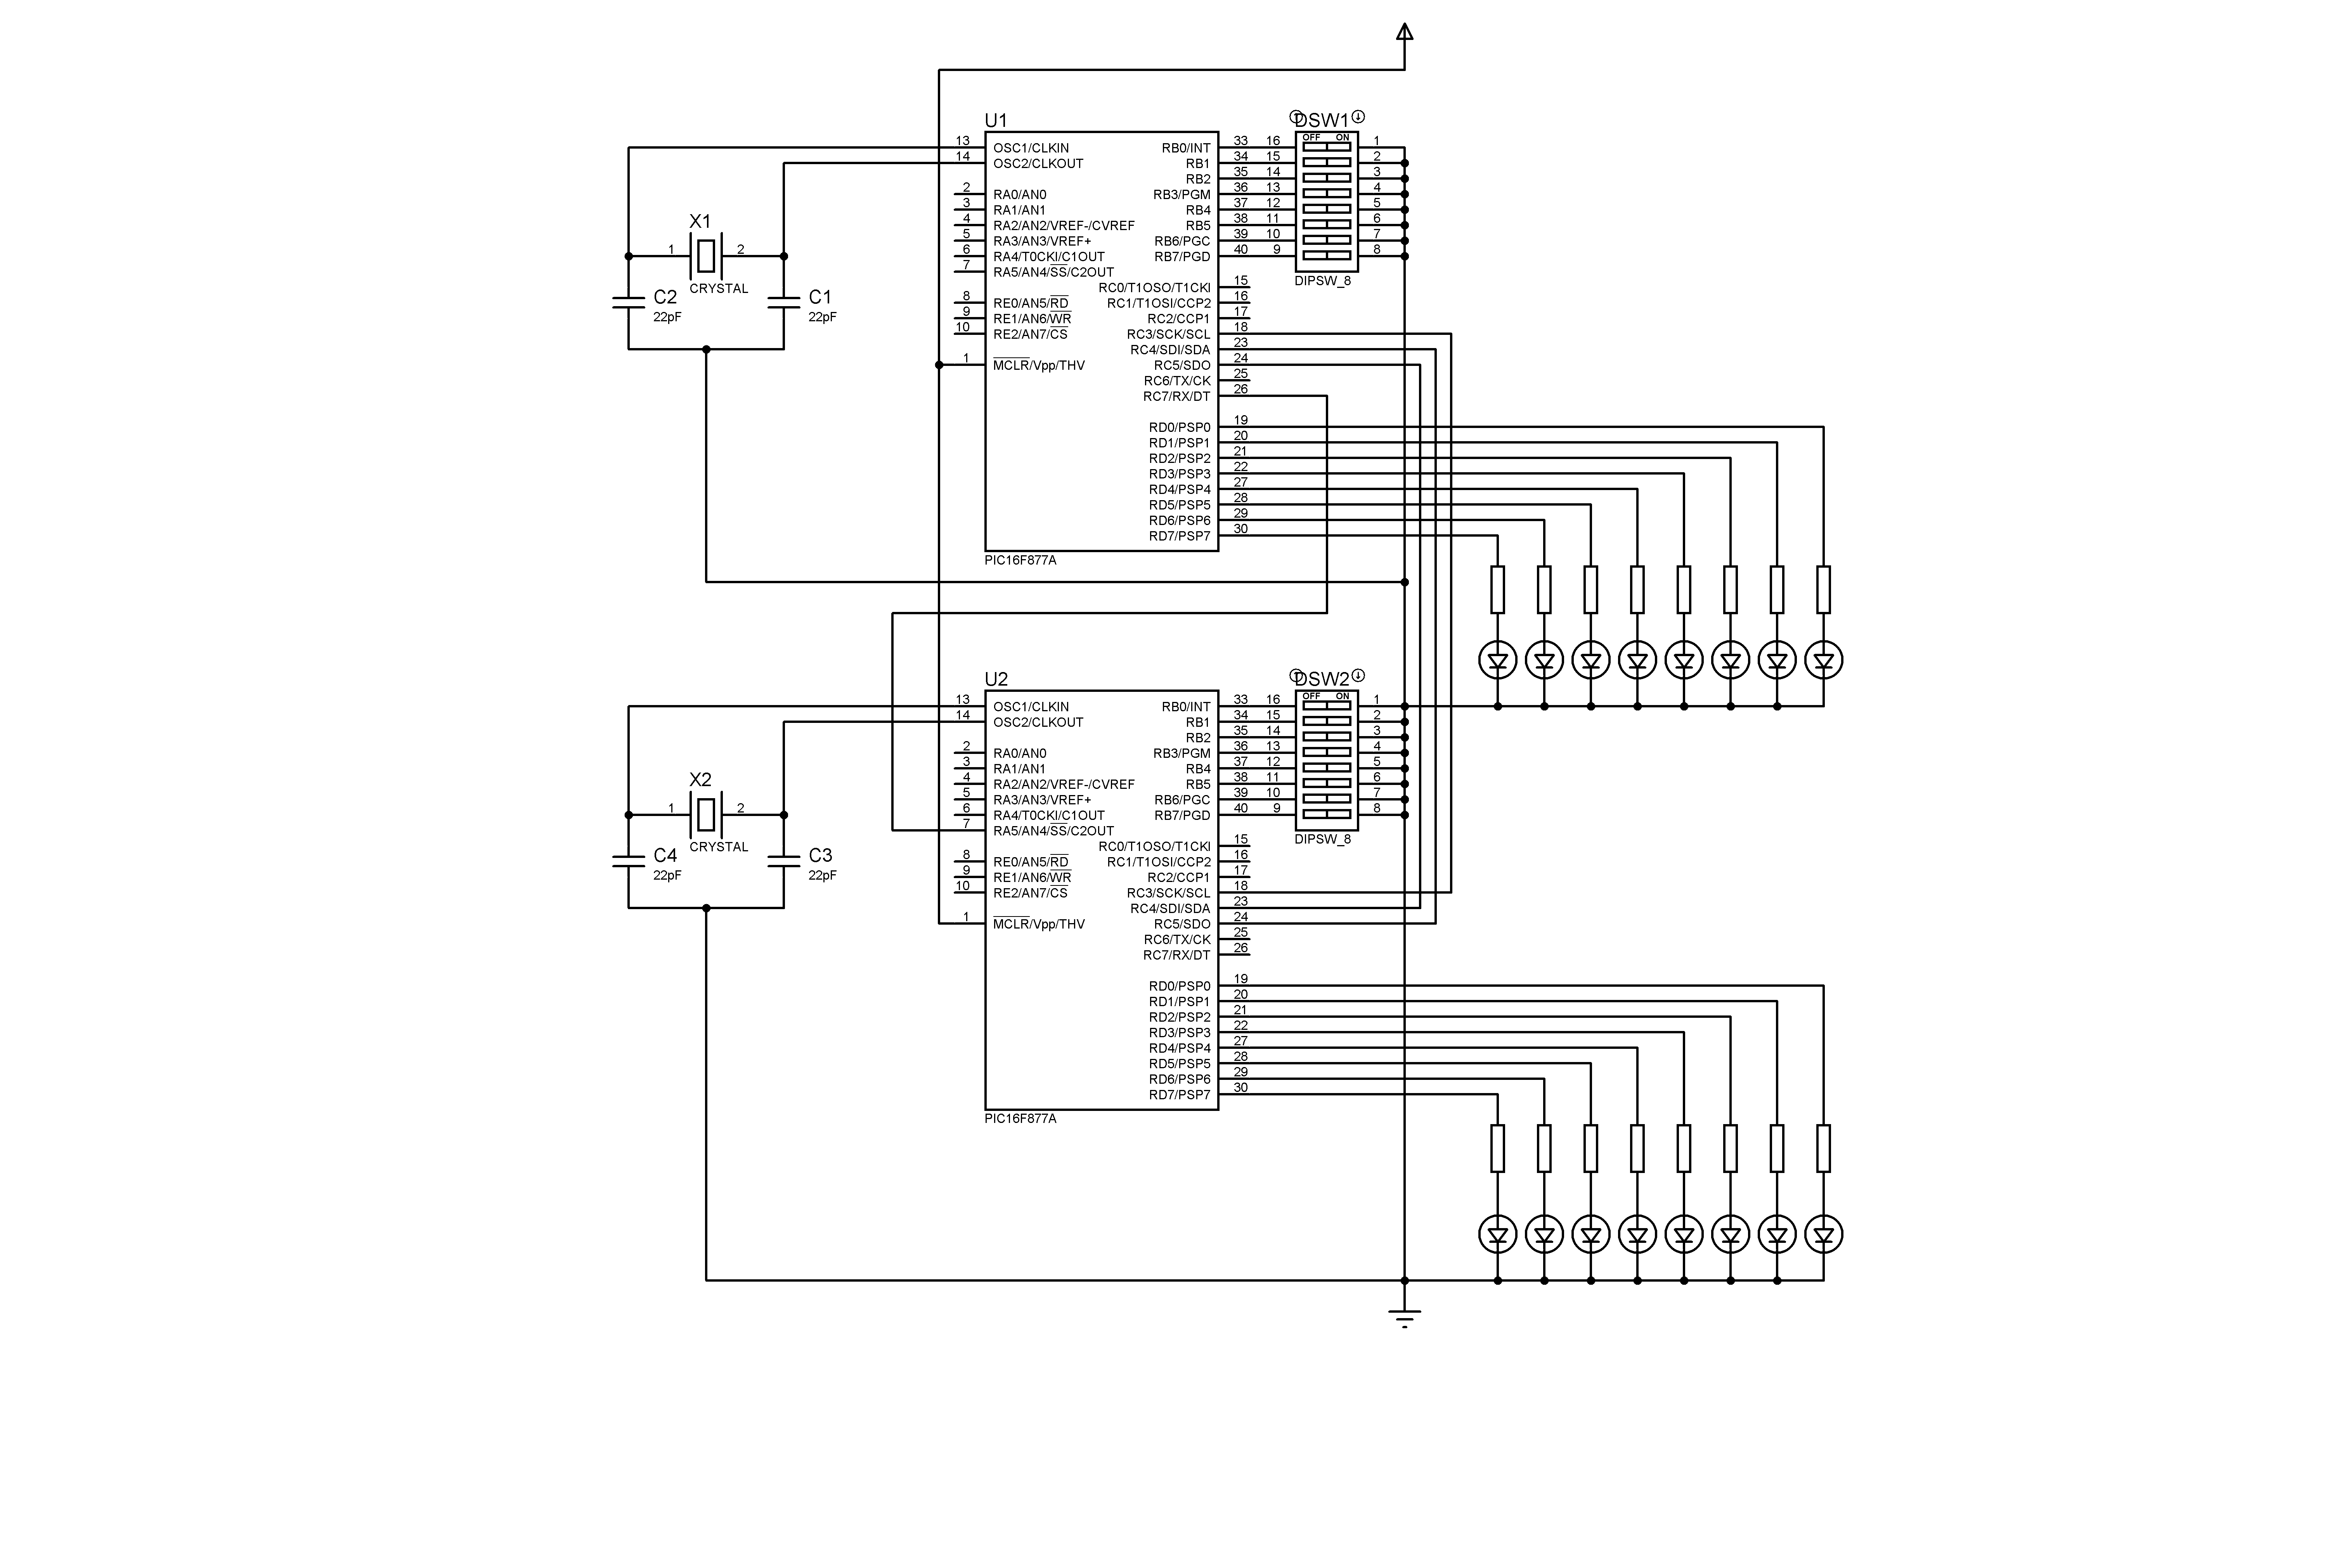 U1
DSW1
OFF ON
13 OSC1/CLKIN RB0/INT 33 16 1
14 OSC2/CLKOUT RB1 34 15 2
RB2 35 14 3
2 RA0/AN0 RB3/PGM 36 13 4
3 RA1/AN1 RB4 37 12 5
4 RA2/AN2/VREF-/CVREF RB5 38 11 6
5 RA3/AN3/VREF+ RB6/PGC 39 10 7
6 RA4/T0CKI/C1OUT RB7/PGD 40 9 8
7 RA5/AN4/SS/C2OUT
DIPSW_8
X1
1 2
CRYSTAL
C2
22pF
C1
22pF
RC0/T1OSO/T1CKI 15
8 RE0/AN5/RD RC1/T1OSI/CCP2 16
9 RE1/AN6/WR RC2/CCP1 17
10 RE2/AN7/CS RC3/SCK/SCL 18
RC4/SDI/SDA 23
1 MCLR/Vpp/THV RC5/SDO 24
RC6/TX/CK 25
RC7/RX/DT 26
RD0/PSP0 19
RD1/PSP1 20
RD2/PSP2 21
RD3/PSP3 22
RD4/PSP4 27
RD5/PSP5 28
RD6/PSP6 29
RD7/PSP7 30
PIC16F877A
U2
DSW2
OFF ON
13 OSC1/CLKIN RB0/INT 33 16 1
14 OSC2/CLKOUT RB1 34 15 2
RB2 35 14 3
2 RA0/AN0 RB3/PGM 36 13 4
3 RA1/AN1 RB4 37 12 5
4 RA2/AN2/VREF-/CVREF RB5 38 11 6
5 RA3/AN3/VREF+ RB6/PGC 39 10 7
6 RA4/T0CKI/C1OUT RB7/PGD 40 9 8
7 RA5/AN4/SS/C2OUT
DIPSW_8
X2
1 2
CRYSTAL
C4
22pF
C3
22pF
RC0/T1OSO/T1CKI 15
8 RE0/AN5/RD RC1/T1OSI/CCP2 16
9 RE1/AN6/WR RC2/CCP1 17
10 RE2/AN7/CS RC3/SCK/SCL 18
RC4/SDI/SDA 23
1 MCLR/Vpp/THV RC5/SDO 24
RC6/TX/CK 25
RC7/RX/DT 26
RD0/PSP0 19
RD1/PSP1 20
RD2/PSP2 21
RD3/PSP3 22
RD4/PSP4 27
RD5/PSP5 28
RD6/PSP6 29
RD7/PSP7 30
PIC16F877A